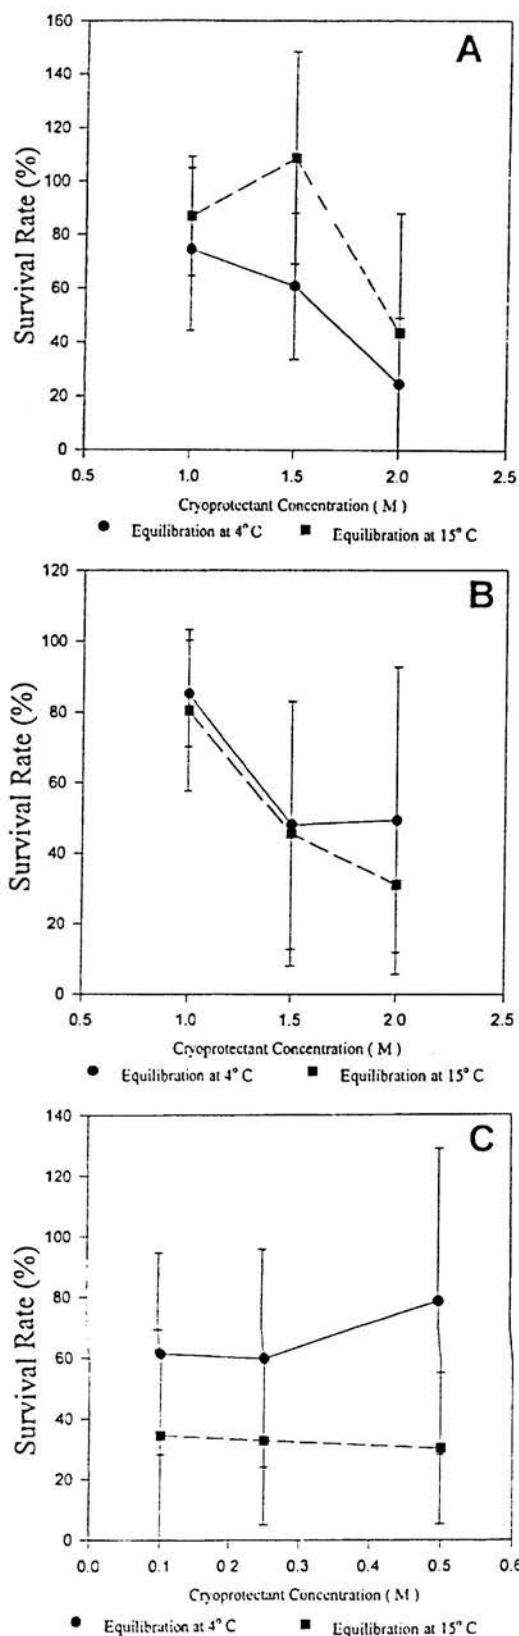 A
Survival Rate (%)
160
140
120
100
80
60
40
20
0
0.5 1.0 1.5 2.0 2.5
Cryoprotectant Concentration ( M )
Equilibration at 4° C Equilibration at 15° C
B
Survival Rate (%)
120
100
80
60
40
20
0
0.5 1.0 1.5 2.0 2.5
Cryoprotectant Concentration ( M )
Equilibration at 4° C Equilibration at 15° C
C
Survival Rate (%)
140
120
100
80
60
40
20
0
0.0 0.1 0 2 0.3 0.4 0.5 0.6
Cryoprotectant Concentration ( M )
Equilibration at 4° C Equilibration at 15° C